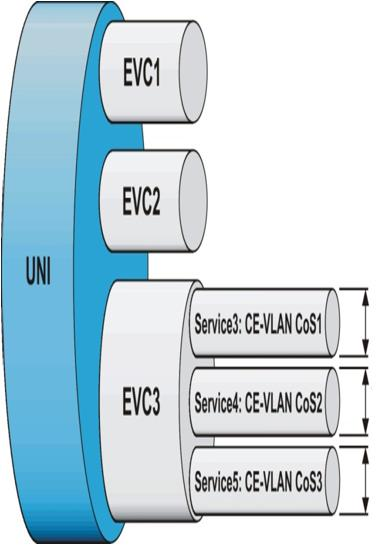 EVC1
EVC2
UNI
EVC3
Service3: CE-VLAN CoS1
Service4: CE-VLAN CoS2
Service5: CE-VLAN CoS3